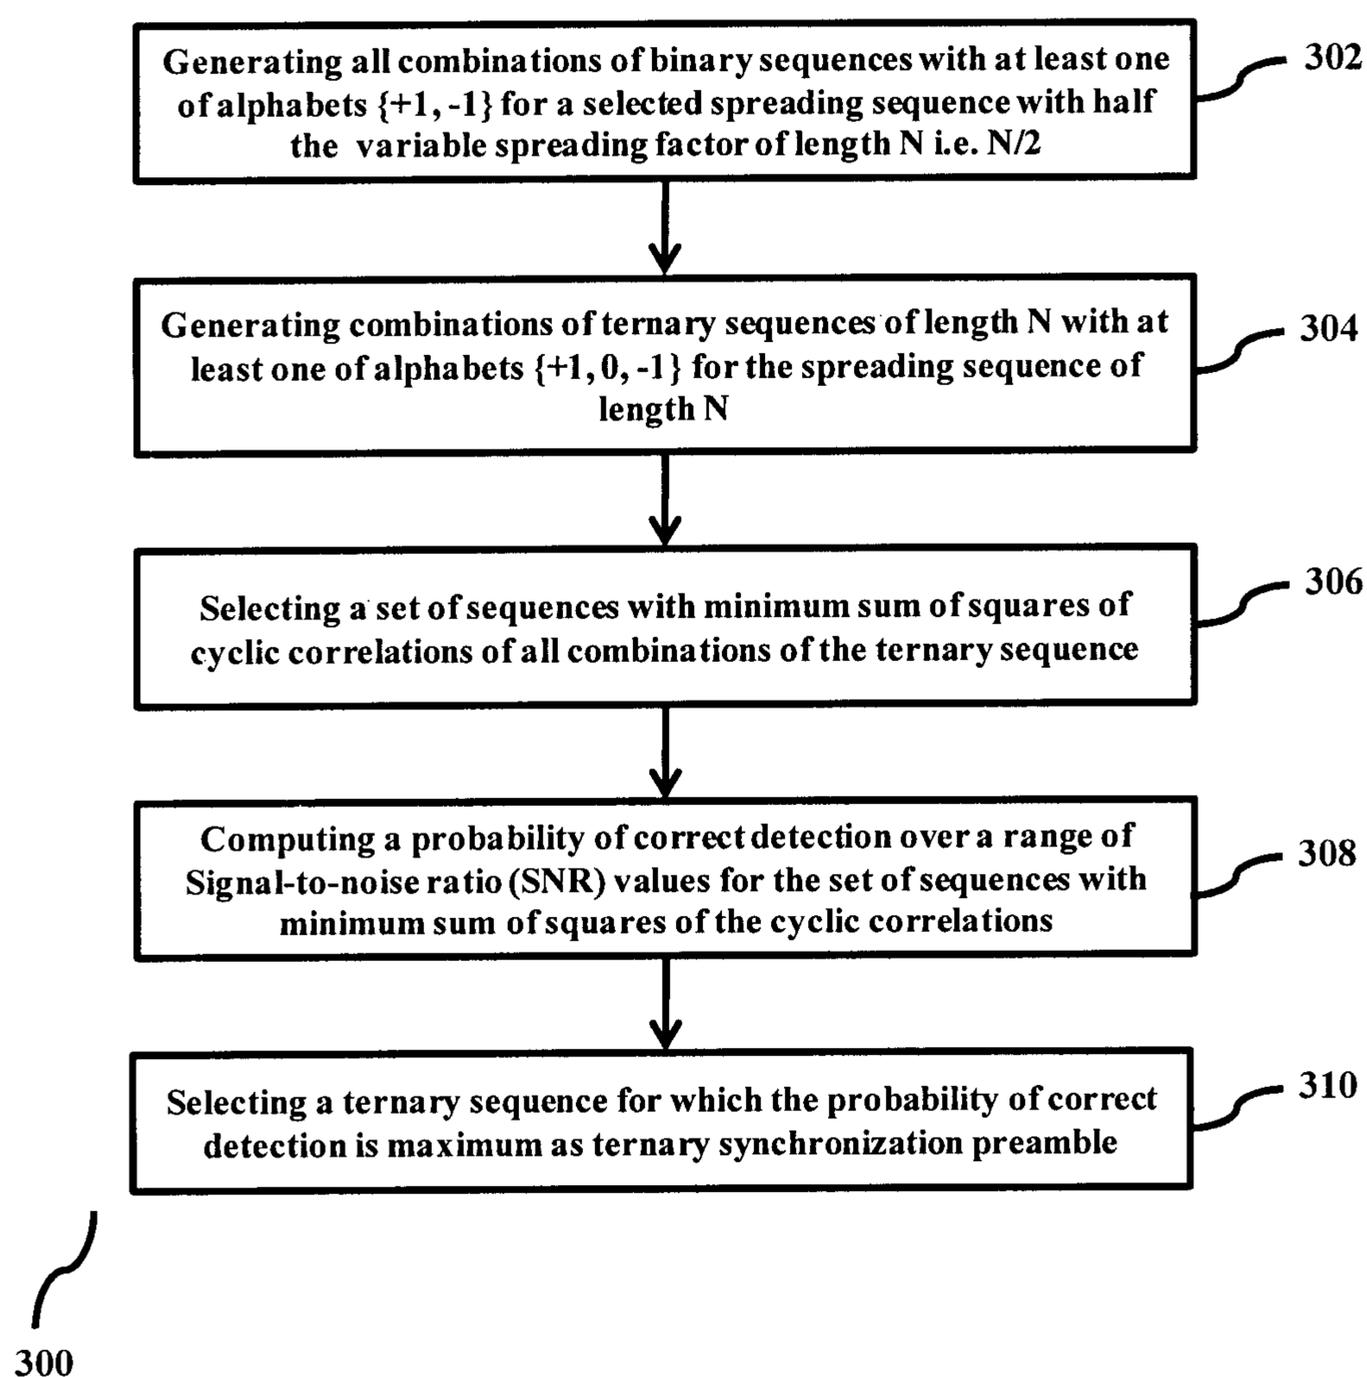 Generating all combinations of binary sequences with at least one
of alphabets {+1, -1} for a selected spreading sequence with half
the variable spreading factor of length N i.e. N/2
302
Generating combinations of ternary sequences of length N with at
least one of alphabets {+1, 0, -1} for the spreading sequence of
length N
304
Selecting a set of sequences with minimum sum of squares of
cyclic correlations of all combinations of the ternary sequence
306
Computing a probability of correct detection over a range of
Signal-to-noise ratio (SNR) values for the set of sequences with
minimum sum of squares of the cyclic correlations
308
Selecting a ternary sequence for which the probability of correct
detection is maximum as ternary synchronization preamble
310
300